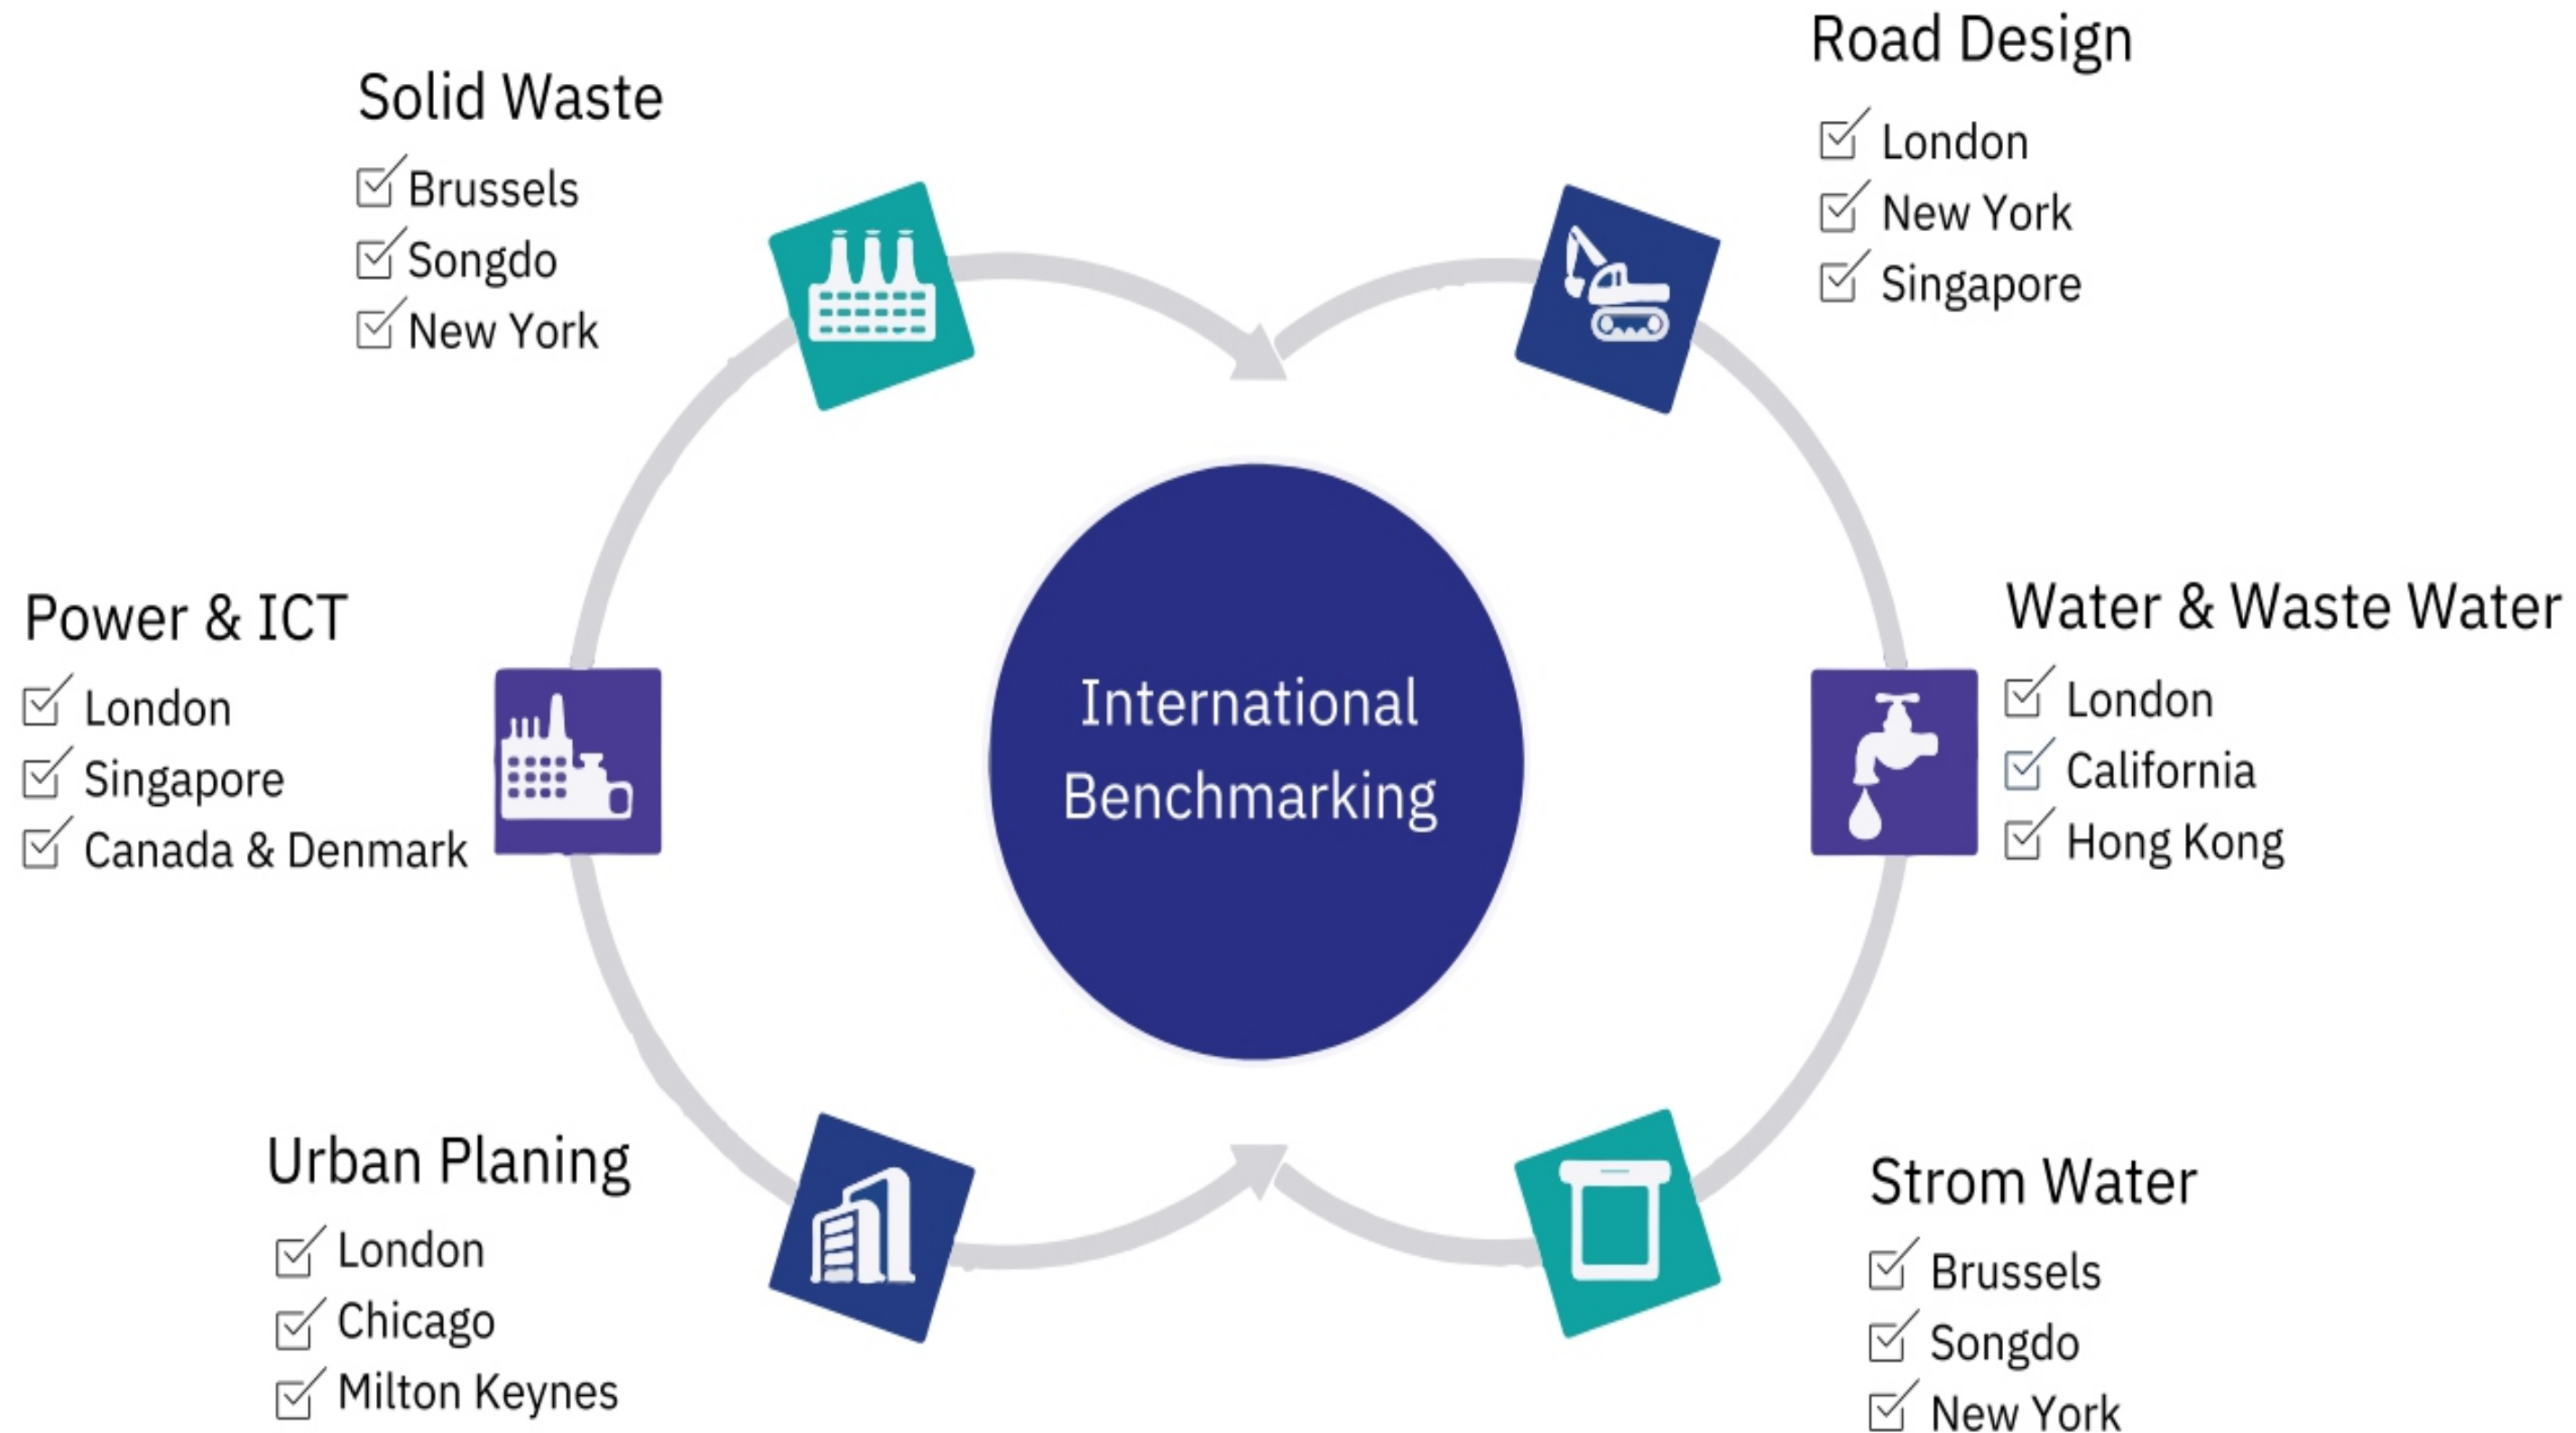 Road Design
London
New York
Singapore
Solid Waste
Brussels
Songdo
New York
Power & ICT
London
Singapore
Canada & Denmark
International
Benchmarking
Water & Waste Water
London
California
Hong Kong
Urban Planing
London
Chicago
Milton Keynes
Strom Water
Brussels
Songdo
New York